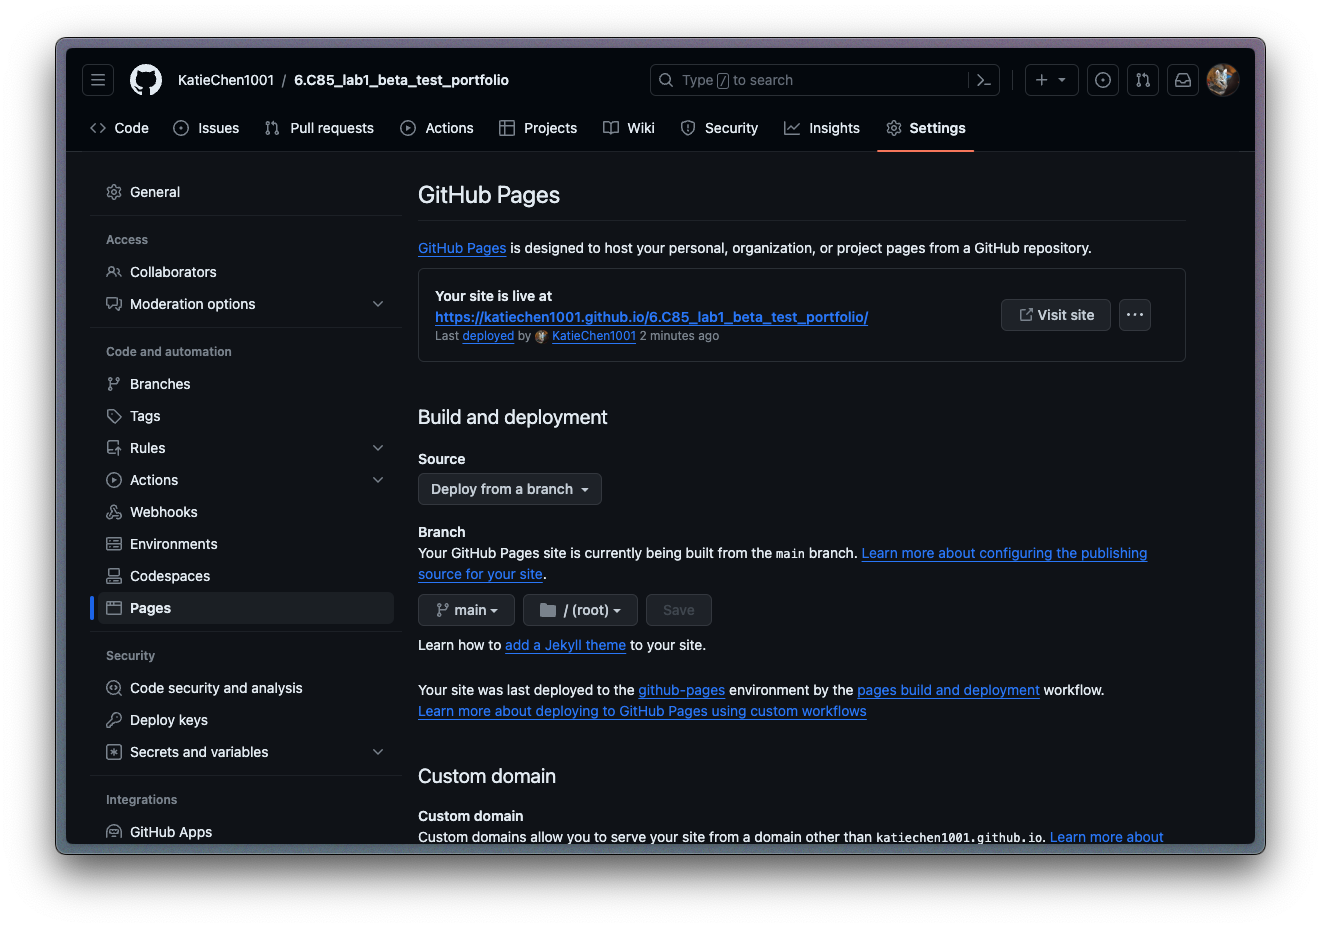 KatieChen1001 / 6.C85_lab1_beta_test_portfolio
Type / to search
Code Issues Pull requests Actions Projects Wiki Security Insights Settings
General
Access
Collaborators
Moderation options
Code and automation
Branches
Tags
Rules
Actions
Webhooks
Environments
Codespaces
Pages
Security
Code security and analysis
Deploy keys
Secrets and variables
Integrations
GitHub Apps
GitHub Pages
GitHub Pages is designed to host your personal, organization, or project pages from a GitHub repository.
Your site is live at
https://katiechen1001.github.io/6.C85_lab1_beta_test_portfolio/
Last deployed by KatieChen1001 2 minutes ago
Visit site
Build and deployment
Source
Deploy from a branch
Branch
Your GitHub Pages site is currently being built from the main branch. Learn more about configuring the publishing
source for your site.
main / (root) Save
Learn how to add a Jekyll theme to your site.
Your site was last deployed to the github-pages environment by the pages build and deployment workflow.
Learn more about deploying to GitHub Pages using custom workflows
Custom domain
Custom domain
Custom domains allow you to serve your site from a domain other than katiechen1001.github.io. Learn more about